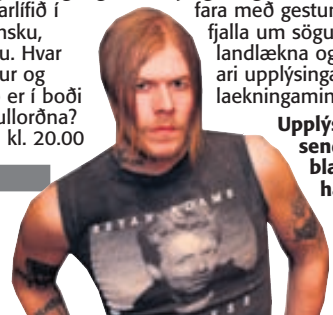 arlífið í
nsku,
u. Hvar
ur og
er í boði
ullorðna?
kl. 20.00
fara með gestum
fjalla um sögu
landlækna og
ari upplýsinga
laekningamin
Upplýs
send
bla
ha
BRYAN ADAMS